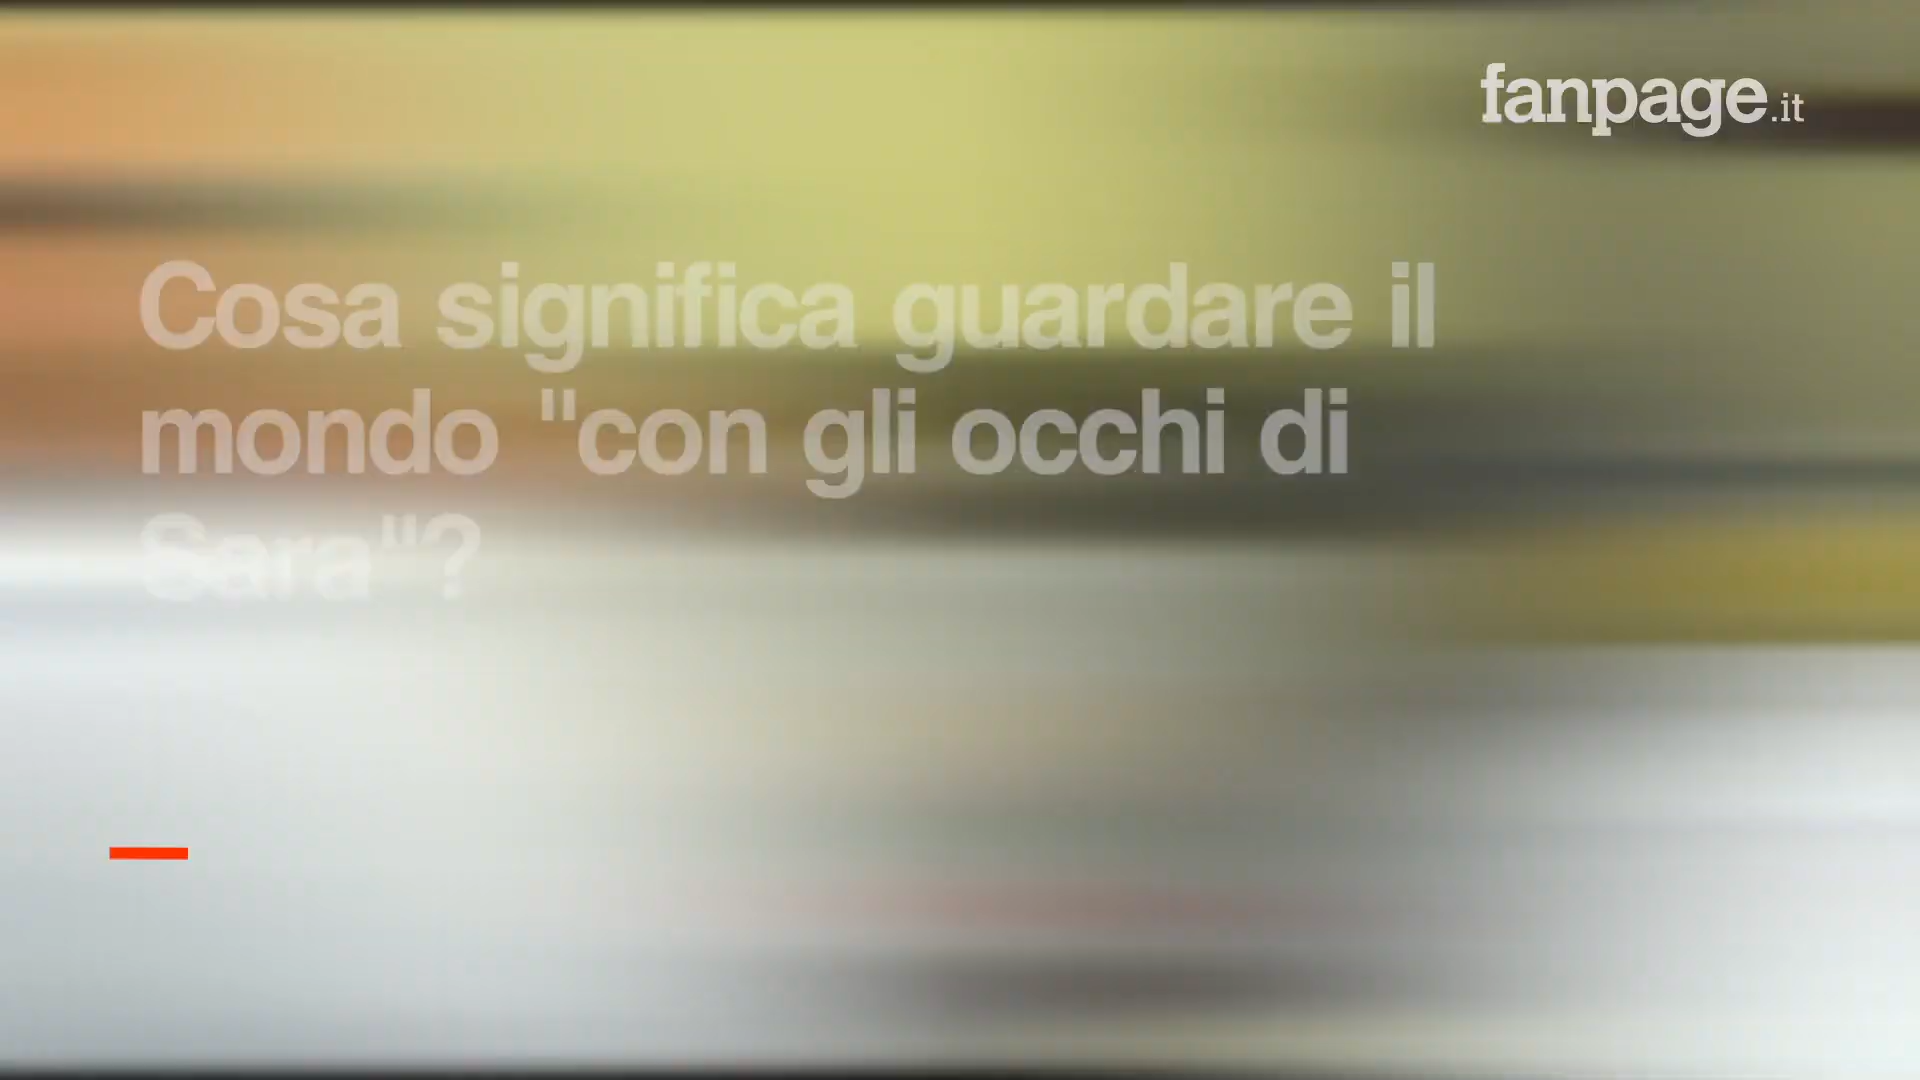 fanpage.it
Cosa significa guardare il
mondo "con gli occhi di
Sara"?